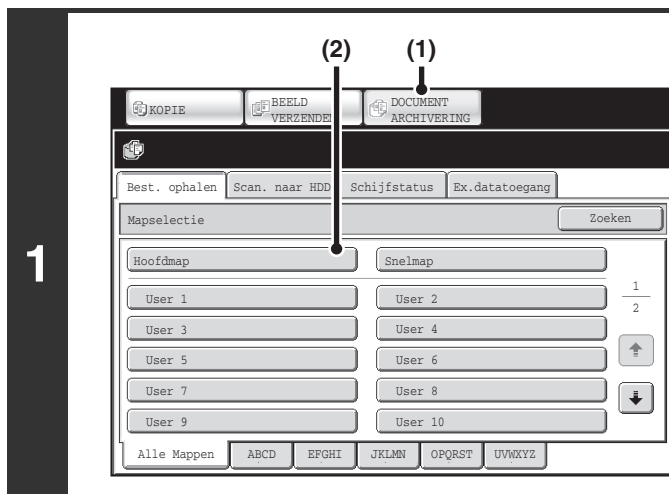 (2) (1)
KOPIE
BEELD
VERZENDEN
DOCUMENT
ARCHIVERING
Best. ophalen Scan. naar HDD Schijfstatus Ex.datatoegang
Mapselectie Zoeken
1
Hoofdmap Snelmap
User 1 User 2
1
2
User 3 User 4
User 5 User 6
User 7 User 8
User 9 User 10
Alle Mappen ABCD EFGHI JKLMN OPQRST UVWXYZ